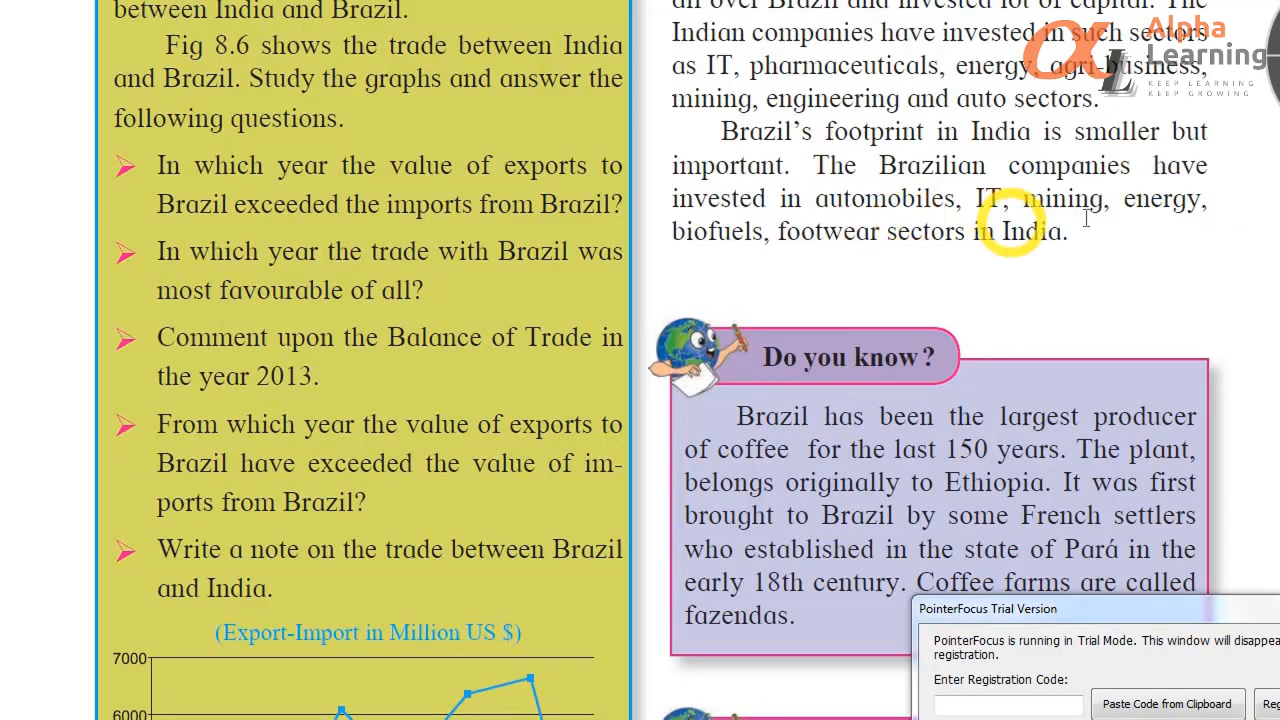 between India and Brazil.
Fig 8.6 shows the trade between India
and Brazil. Study the graphs and answer the
following questions.
In which year the value of exports to
Brazil exceeded the imports from Brazil?
In which year the trade with Brazil was
most favourable of all?
Comment upon the Balance of Trade in
the year 2013.
From which year the value of exports to
Brazil have exceeded the value of im-
ports from Brazil?
Write a note on the trade between Brazil
and India.
(Export-Import in Million US $)
7000
6000
all over Brazil and invested lot of capital. The
Indian companies have invested in such sectors
as IT, pharmaceuticals, energy, agri-business,
mining, engineering and auto sectors.
Brazil's footprint in India is smaller but
important. The Brazilian companies have
invested in automobiles, IT, mining, energy,
biofuels, footwear sectors in India.
Do you know?
Brazil has been the largest producer
of coffee for the last 150 years. The plant,
belongs originally to Ethiopia. It was first
brought to Brazil by some French settlers
who established in the state of Pará in the
early 18th century. Coffee farms are called
fazendas.
Alpha
Learning
KEEP LEARNING
KEEP GROWING
PointerFocus Trial Version
PointerFocus is running in Trial Mode. This window will disappea
registration.
Enter Registration Code:
Paste Code from Clipboard
Reg